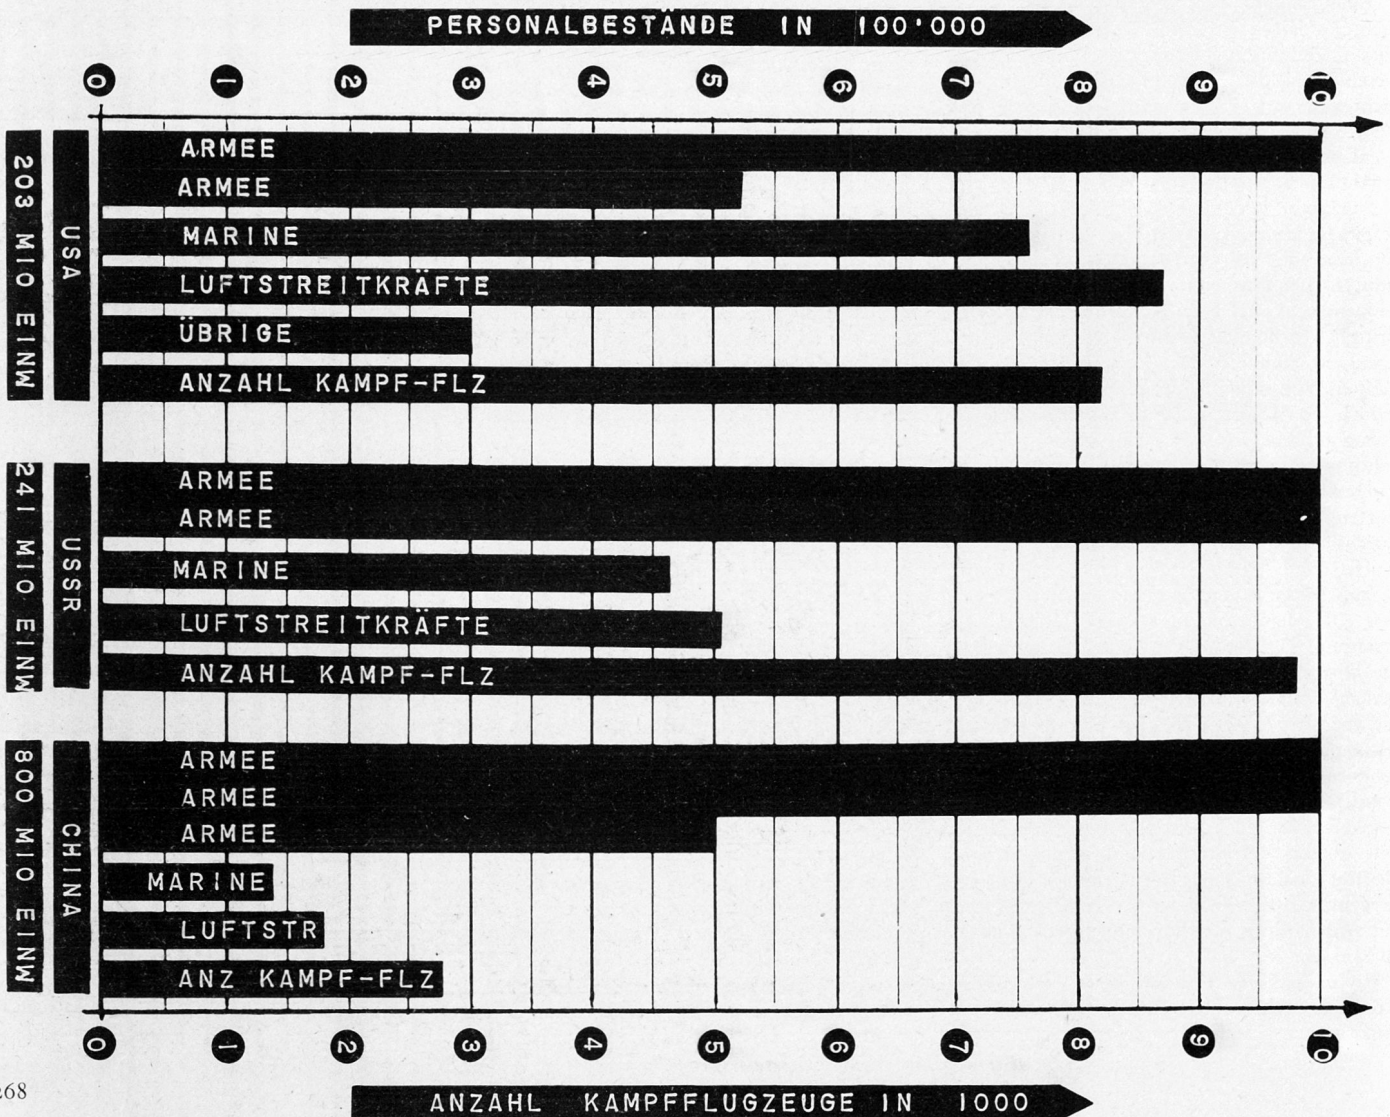 PERSONALBESTÄNDE IN 100'000
0 1 2 3 4 5 6 7 8 9 10
203 MIO EINW
USA
ARMEE
ARMEE
MARINE
LUFTSTREITKRÄFTE
ÜBRIGE
ANZAHL KAMPF-FLZ
241 MIO EINW
USSR
ARMEE
ARMEE
MARINE
LUFTSTREITKRÄFTE
ANZAHL KAMPF-FLZ
800 MIO EINW
CHINA
ARMEE
ARMEE
ARMEE
MARINE
LUFTSTR
ANZ KAMPF-FLZ
0 1 2 3 4 5 6 7 8 9 10
ANZAHL KAMPFFLUGZEUGE IN 1000
268